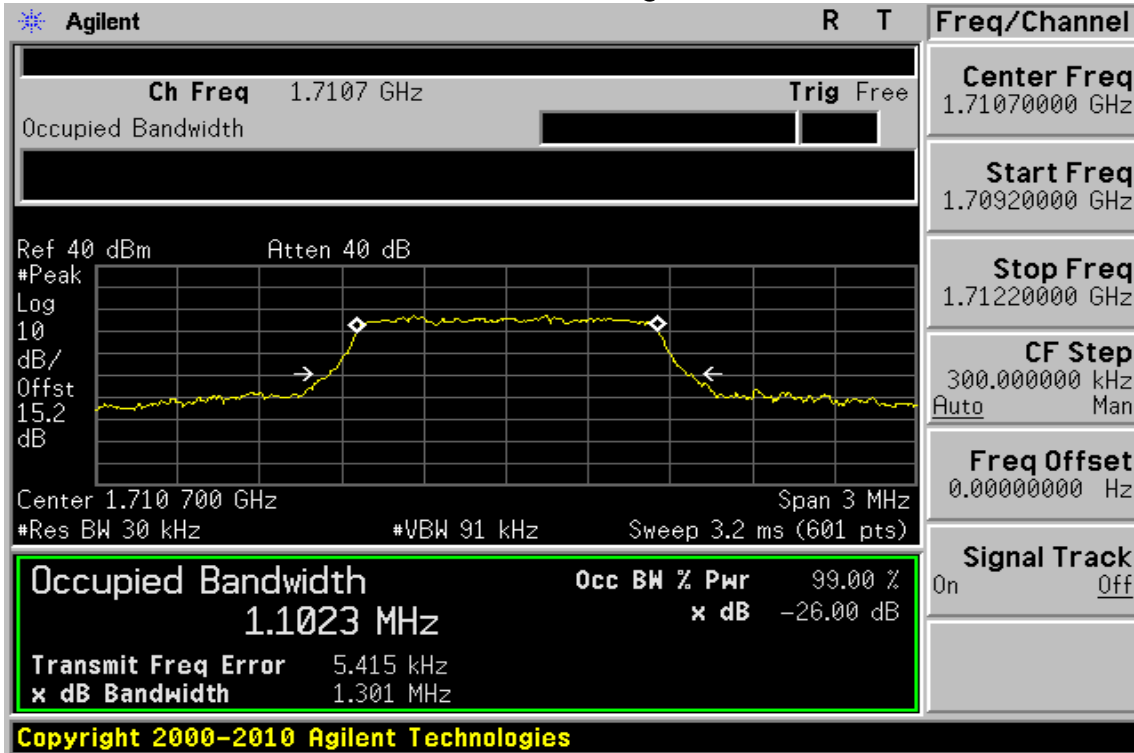 Agilent R T Freq/Channel
Ch Freq 1.7107 GHz Trig Free
Occupied Bandwidth
Center Freq
1.71070000 GHz
Start Freq
1.70920000 GHz
Stop Freq
1.71220000 GHz
CF Step
300.000000 kHz
Auto Man
Freq Offset
0.00000000 Hz
Signal Track
On Off
Ref 40 dBm Atten 40 dB
#Peak
Log
10
dB/
Offst
15.2
dB
Center 1.710 700 GHz Span 3 MHz
#Res BW 30 kHz #VBW 91 kHz Sweep 3.2 ms (601 pts)
Occupied Bandwidth Occ BW % Pwr 99.00 %
1.1023 MHz x dB -26.00 dB
Transmit Freq Error 5.415 kHz
x dB Bandwidth 1.301 MHz
Copyright 2000-2010 Agilent Technologies